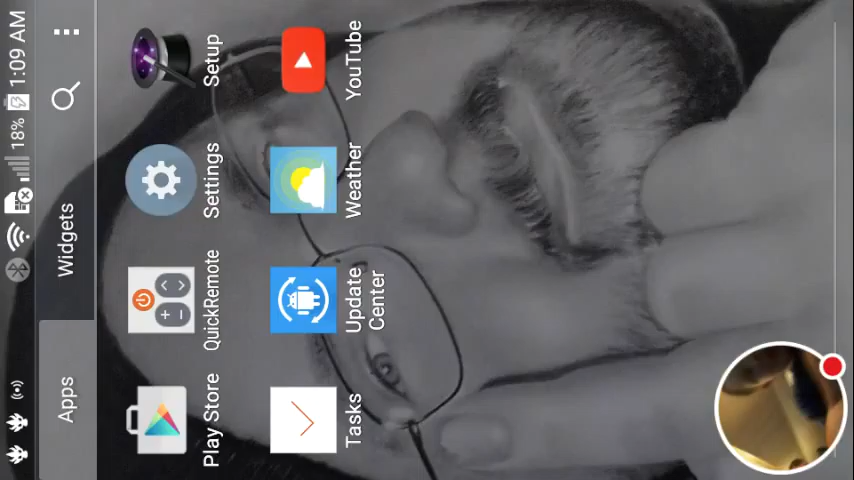 18% 1:09 AM
Apps
Widgets
Play Store
QuickRemote
Settings
Setup
Tasks
Update
Center
Weather
YouTube